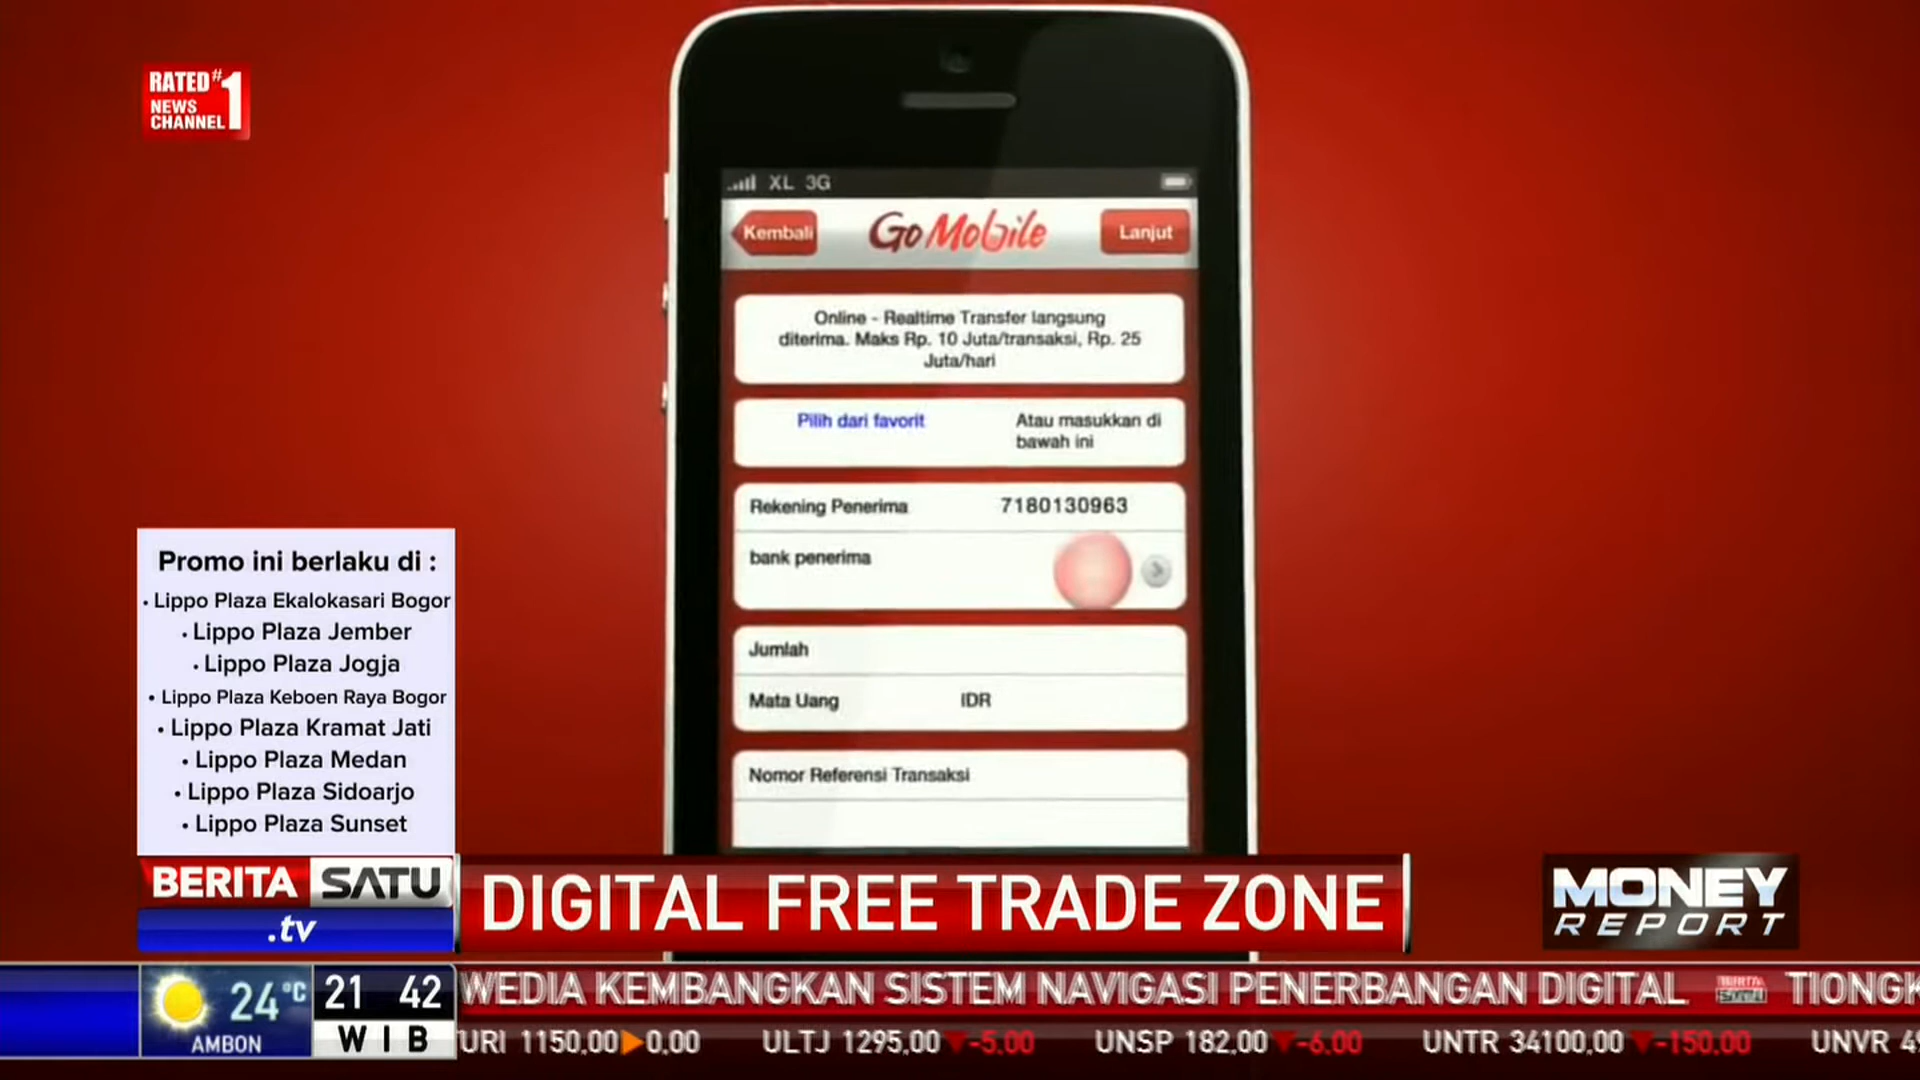 RATED #1
NEWS
CHANNEL
XL 3G
Kembali
Go Mobile
Lanjut
Online - Realtime Transfer langsung
diterima. Maks Rp. 10 Juta/transaksi, Rp. 25
Juta/hari
Pilih dari favorit
Atau masukkan di
bawah ini
Rekening Penerima 7180130963
bank penerima
Jumlah
Mata Uang IDR
Nomor Referensi Transaksi
Promo ini berlaku di :
• Lippo Plaza Ekalokasari Bogor
• Lippo Plaza Jember
• Lippo Plaza Jogja
• Lippo Plaza Keboen Raya Bogor
• Lippo Plaza Kramat Jati
• Lippo Plaza Medan
• Lippo Plaza Sidoarjo
• Lippo Plaza Sunset
BERITA SATU
.tv
DIGITAL FREE TRADE ZONE
MONEY
REPORT
24°C
AMBON
21 42
WIB
WEDIA KEMBANGKAN SISTEM NAVIGASI PENERBANGAN DIGITAL BERITA SATU TIONGK
URI 1150,00 0,00 ULTJ 1295,00 -5.00 UNSP 182,00 -6.00 UNTR 34100,00 -150.00 UNVR